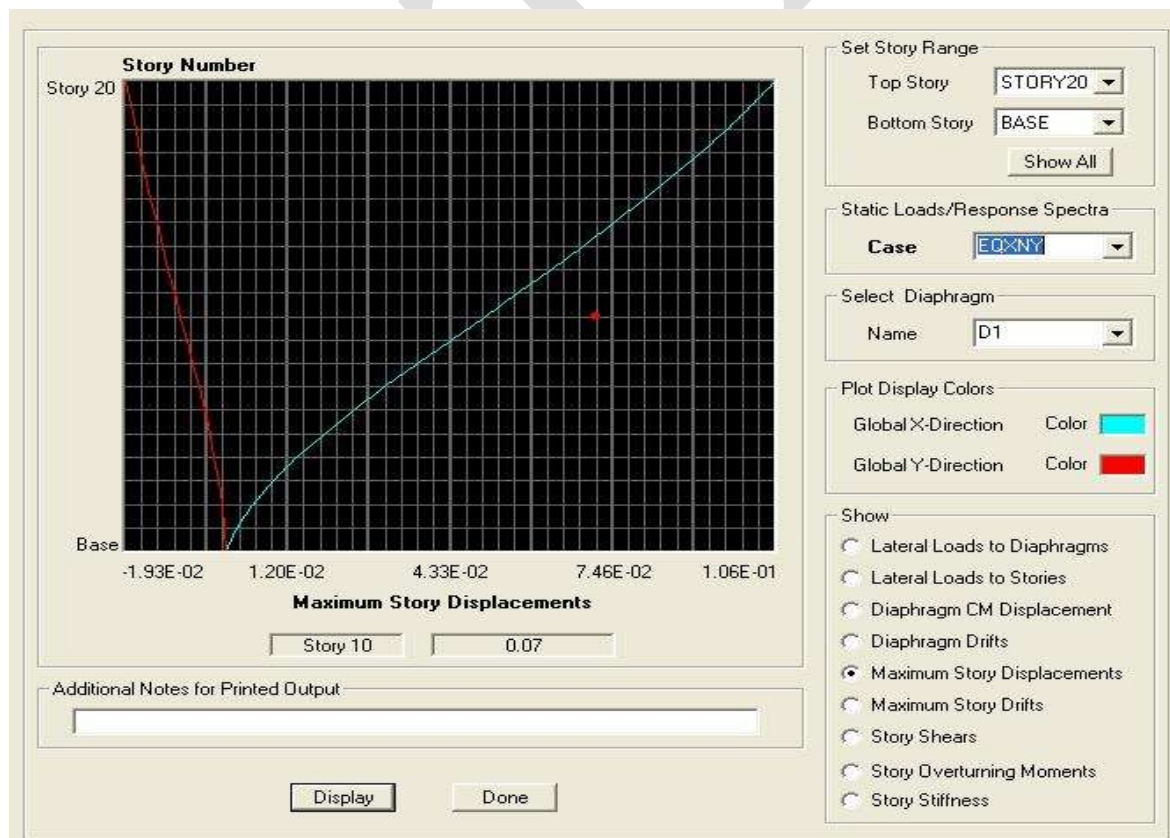 Story Number
Story 20
Base
-1.93E-02 1.20E-02 4.33E-02 7.46E-02 1.06E-01
Maximum Story Displacements
Story 10 0.07
Additional Notes for Printed Output
Display Done
Set Story Range
Top Story STORY20
Bottom Story BASE
Show All
Static Loads/Response Spectra
Case EQXNY
Select Diaphragm
Name D1
Plot Display Colors
Global X-Direction Color
Global Y-Direction Color
Show
Lateral Loads to Diaphragms
Lateral Loads to Stories
Diaphragm CM Displacement
Diaphragm Drifts
Maximum Story Displacements
Maximum Story Drifts
Story Shears
Story Overturning Moments
Story Stiffness